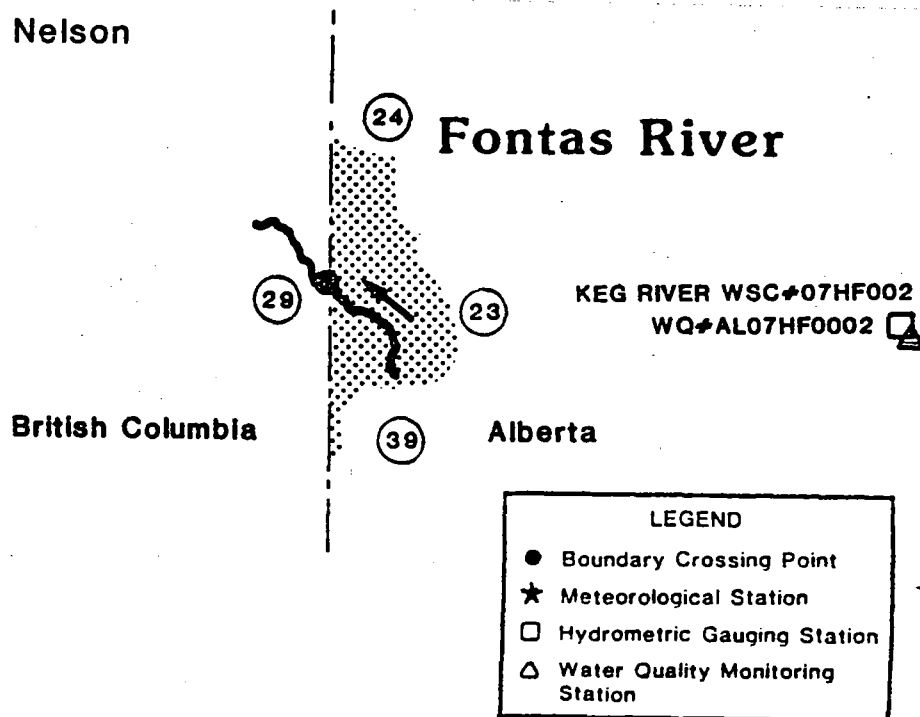 Nelson
24
Fontas River
29
23
KEG RIVER WSC#07HF002
WQ#AL07HF0002
British Columbia
39
Alberta
LEGEND
Boundary Crossing Point
Meteorological Station
Hydrometric Gauging Station
Water Quality Monitoring
Station